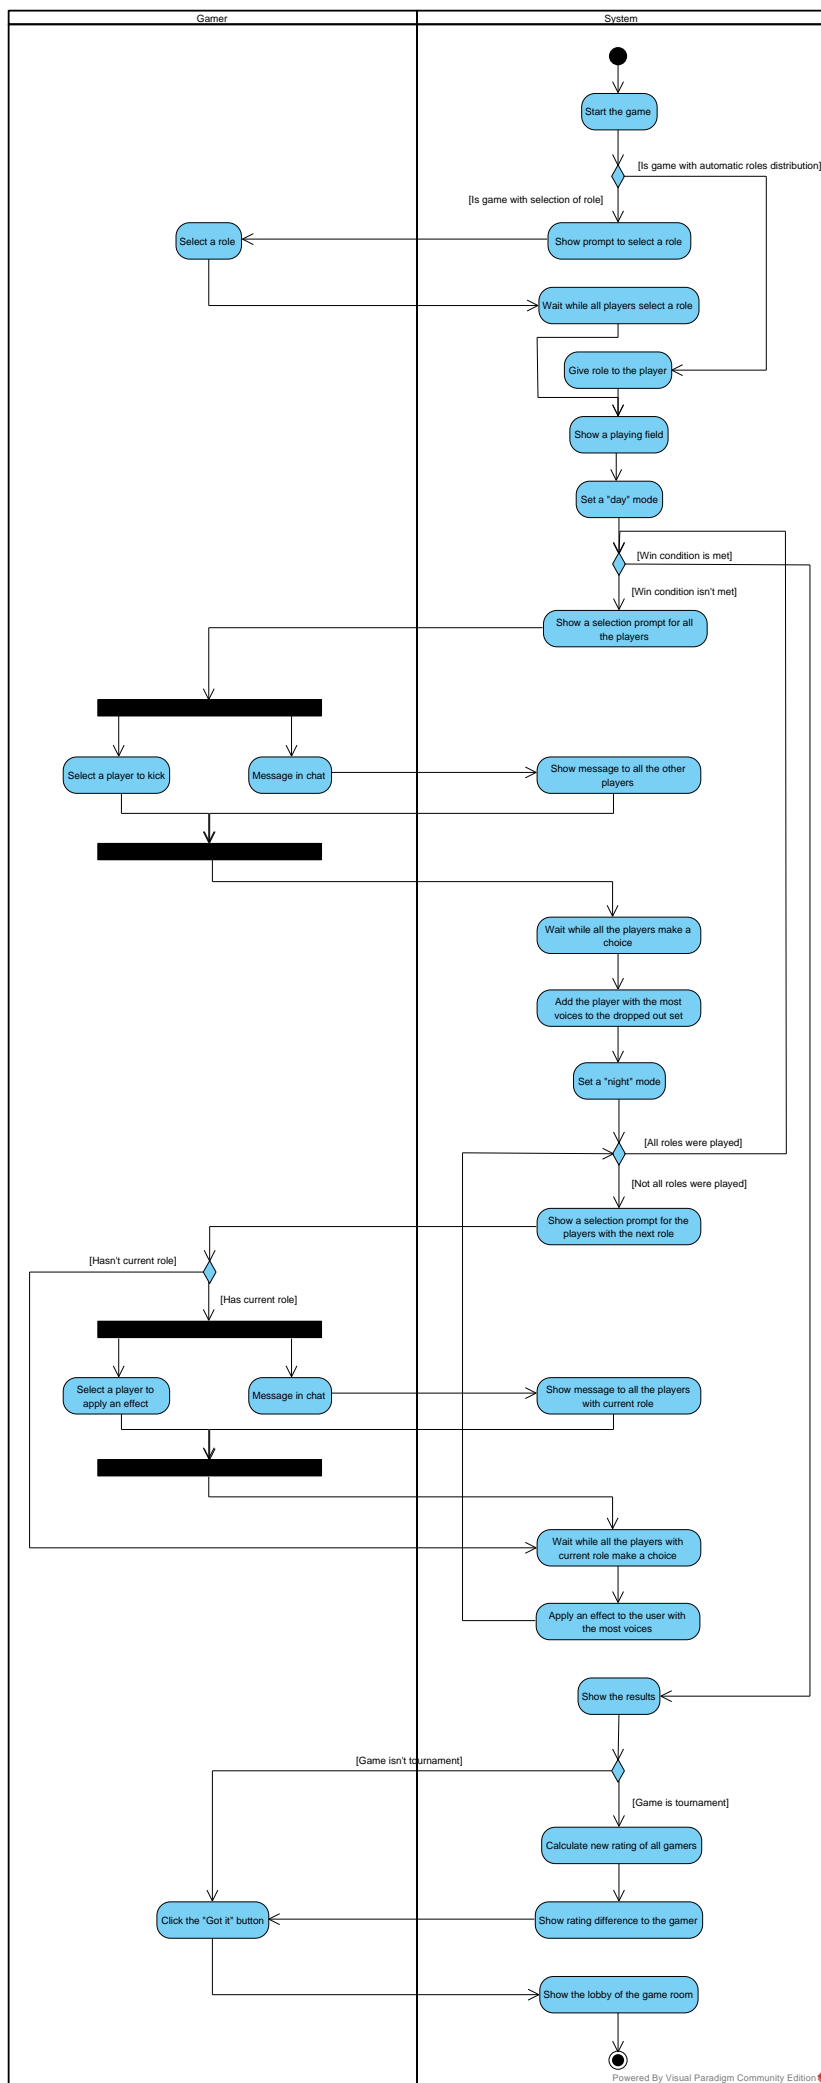 Gamer
System
Start the game
[Is game with automatic roles distribution]
[Is game with selection of role]
Select a role
Show prompt to select a role
Wait while all players select a role
Give role to the player
Show a playing field
Set a "day" mode
[Win condition is met]
[Win condition isn't met]
Show a selection prompt for all
the players
Select a player to kick
Message in chat
Show message to all the other
players
Wait while all the players make a
choice
Add the player with the most
voices to the dropped out set
Set a "night" mode
[All roles were played]
[Not all roles were played]
Show a selection prompt for the
players with the next role
[Hasn't current role]
[Has current role]
Select a player to
apply an effect
Message in chat
Show message to all the players
with current role
Wait while all the players with
current role make a choice
Apply an effect to the user with
the most voices
Show the results
[Game isn't tournament]
[Game is tournament]
Calculate new rating of all gamers
Click the "Got it" button
Show rating difference to the gamer
Show the lobby of the game room
Powered By Visual Paradigm Community Edition